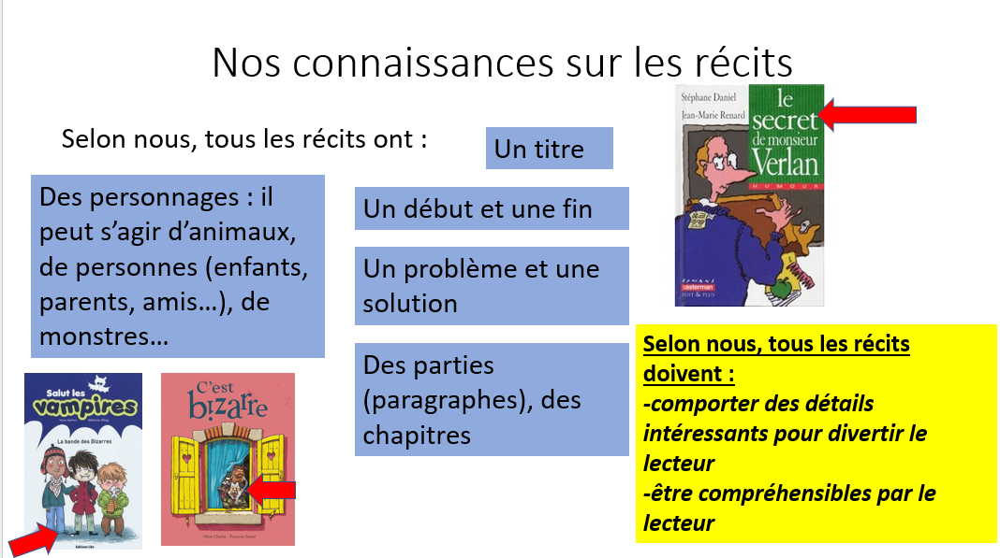 Nos connaissances sur les récits
Selon nous, tous les récits ont :
Un titre
Des personnages : il
peut s’agir d’animaux,
de personnes (enfants,
parents, amis…), de
monstres…
Un début et une fin
Un problème et une
solution
Des parties
(paragraphes), des
chapitres
Stéphane Daniel
Jean-Marie Renard
le
secret
de monsieur
Verlan
HUMOUR
ROMANS
casterman
HUIT & PLUS
Selon nous, tous les récits
doivent :
-comporter des détails
intéressants pour divertir le
lecteur
-être compréhensibles par le
lecteur
Salut les
vampires
La bande des Bizarres
C'est
bizarre